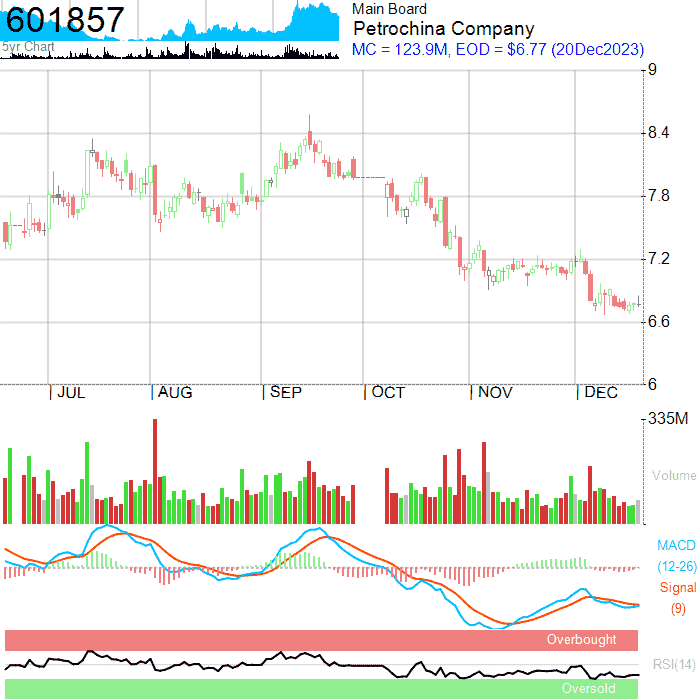 601857
5yr Chart
Main Board
Petrochina Company
MC = 123.9M, EOD = $6.77 (20Dec2023)
9
8.4
7.8
7.2
6.6
6
JUL AUG SEP OCT NOV DEC
335M
Volume
MACD
(12-26)
Signal
(9)
Overbought
RSI(14)
Oversold